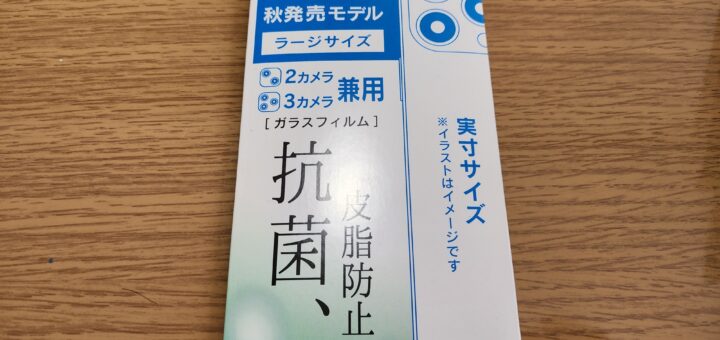 秋発売モデル
ラージサイズ
2カメラ
3カメラ
兼用
[ガラスフィルム]
抗菌、
皮脂防止
実寸サイズ
※イラストはイメージです